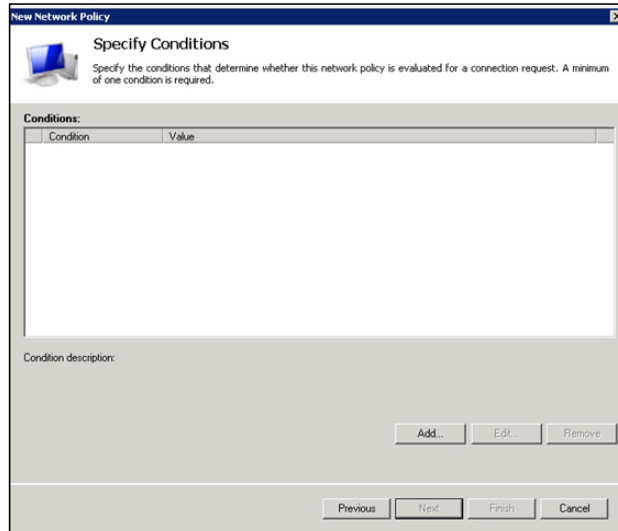 New Network Policy
Specify Conditions
Specify the conditions that determine whether this network policy is evaluated for a connection request. A minimum
of one condition is required.
Conditions:
Condition Value
Condition description:
Add... Edit... Remove
Previous Next Finish Cancel